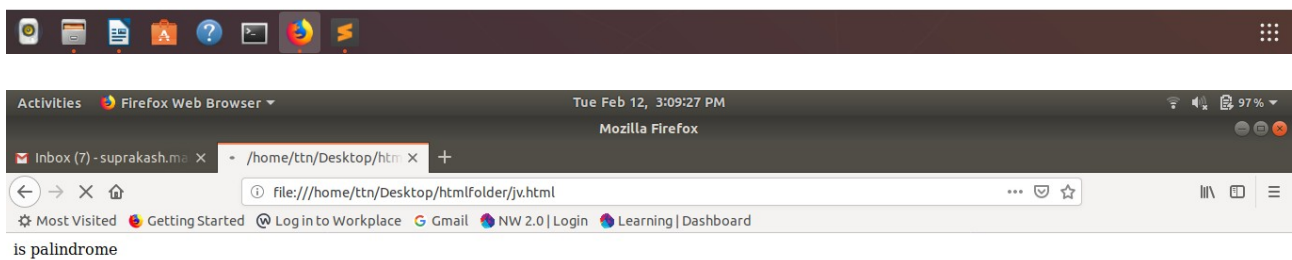 Activities Firefox Web Browser Tue Feb 12, 3:09:27 PM 97%
Mozilla Firefox
Inbox (7) - suprakash.ma /home/ttn/Desktop/htm
file:///home/ttn/Desktop/htmlfolder/jv.html
Most Visited Getting Started Log in to Workplace Gmail NW 2.0 | Login Learning | Dashboard
is palindrome